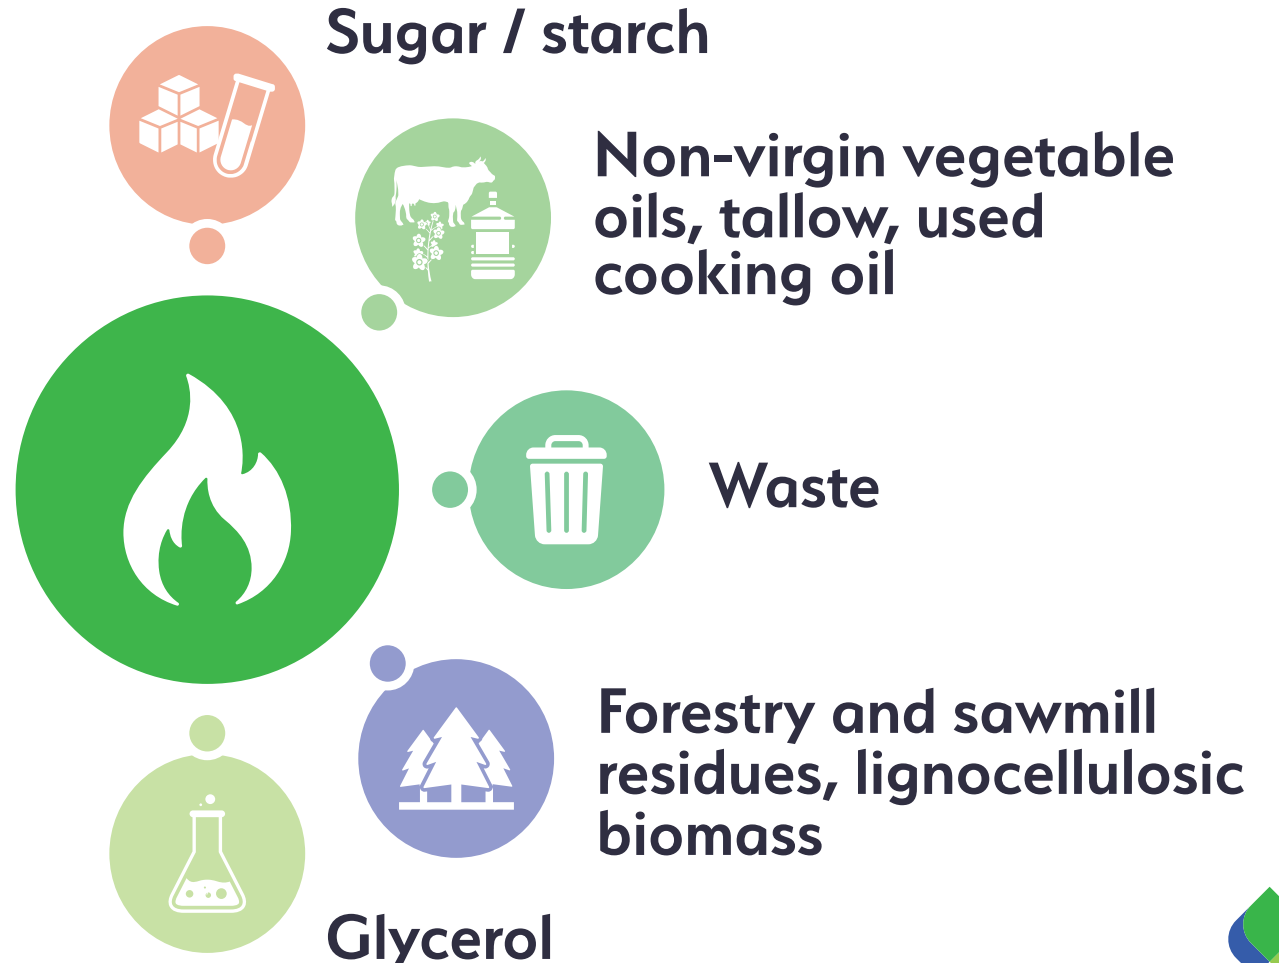 Sugar / starch
Non-virgin vegetable
oils, tallow, used
cooking oil
Waste
Forestry and sawmill
residues, lignocellulosic
biomass
Glycerol